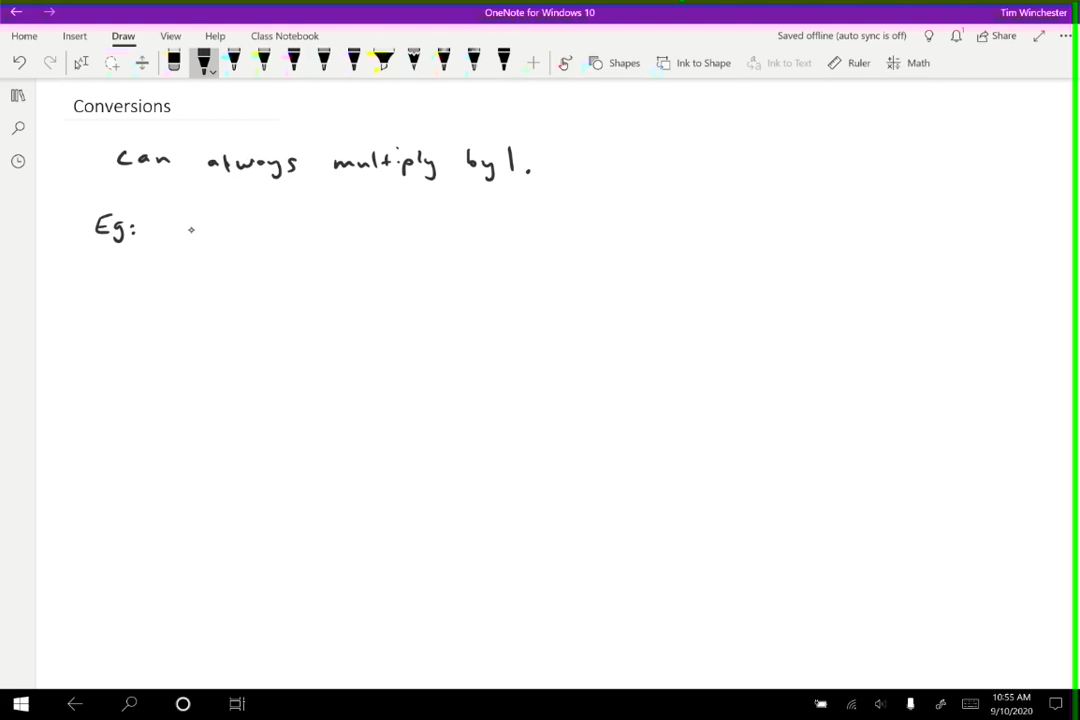 OneNote for Windows 10
Tim Winchester
Home Insert Draw View Help Class Notebook
Saved offline (auto sync is off)
Share
Shapes
Ink to Shape
Ink to Text
Ruler
Math
Conversions
can always multiply by 1.
Eg:
10:55 AM
9/10/2020